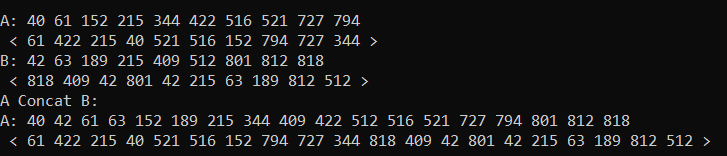 A: 40 61 152 215 344 422 516 521 727 794
< 61 422 215 40 521 516 152 794 727 344 >
B: 42 63 189 215 409 512 801 812 818
< 818 409 42 801 42 215 63 189 812 512 >
A Concat B:
A: 40 42 61 63 152 189 215 344 409 422 512 516 521 727 794 801 812 818
< 61 422 215 40 521 516 152 794 727 344 818 409 42 801 42 215 63 189 812 512 >